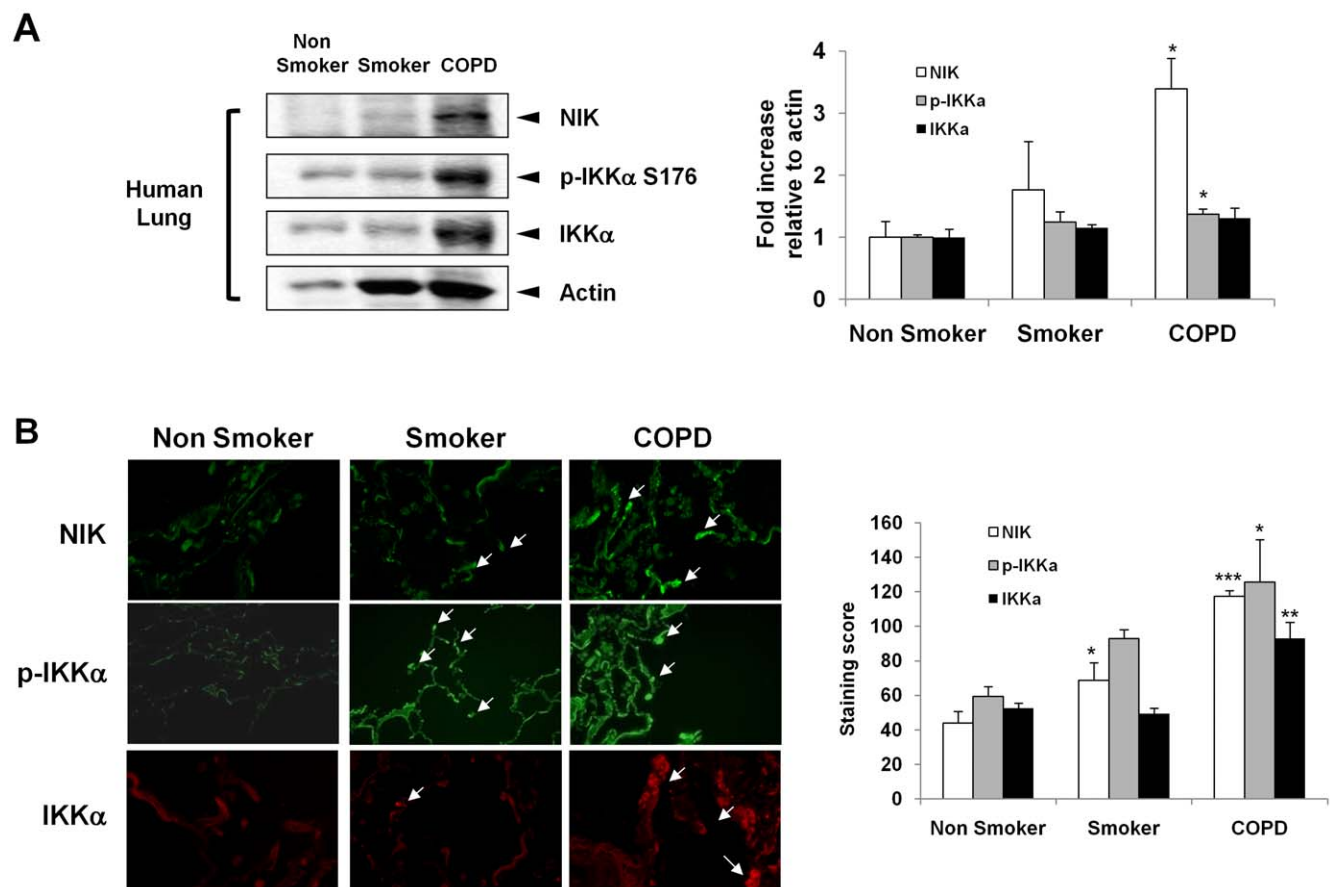 A
Non
Smoker Smoker COPD
NIK
p-IKKα S176
IKKα
Actin
Human
Lung
Fold increase
relative to actin
4
3
2
1
0
NIK
p-IKKa
IKKa
*
*
Non Smoker Smoker COPD
B
Non Smoker Smoker COPD
NIK
p-IKKα
IKKα
Staining score
160
140
120
100
80
60
40
20
0
NIK
p-IKKa
IKKa
*
***
*
**
Non Smoker Smoker COPD